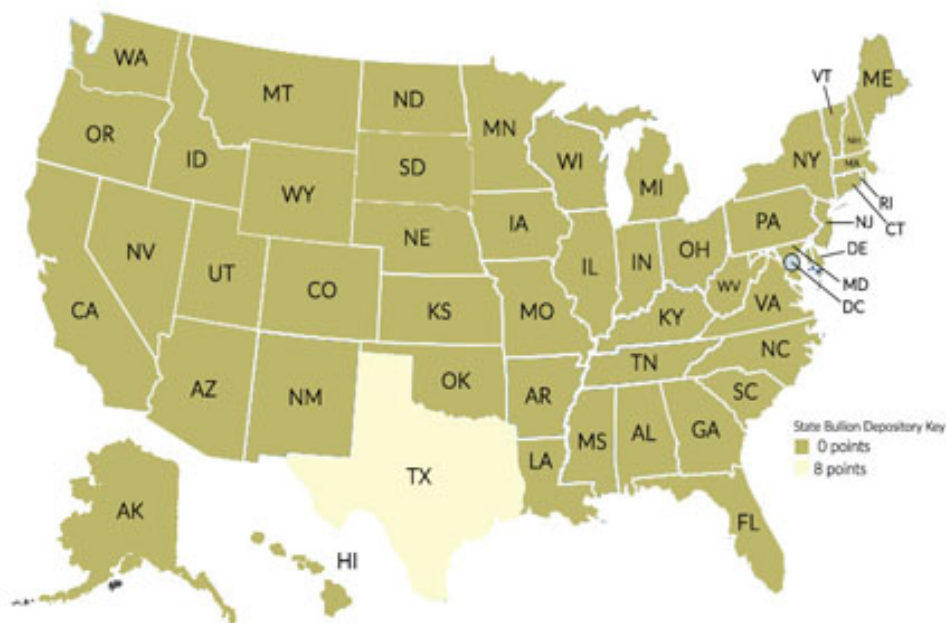 WA
MT
ND
MN
VT
ME
OR
ID
SD
WI
MI
NY
NH
MA
WY
RI
CT
IA
PA
NJ
NE
NV
UT
CO
IL
IN
OH
DE
MD
DC
WV
VA
CA
KS
MO
KY
NC
TN
AZ
NM
OK
AR
SC
MS
AL
GA
LA
State Bullion Depository Key
0 points
8 points
TX
AK
HI
FL